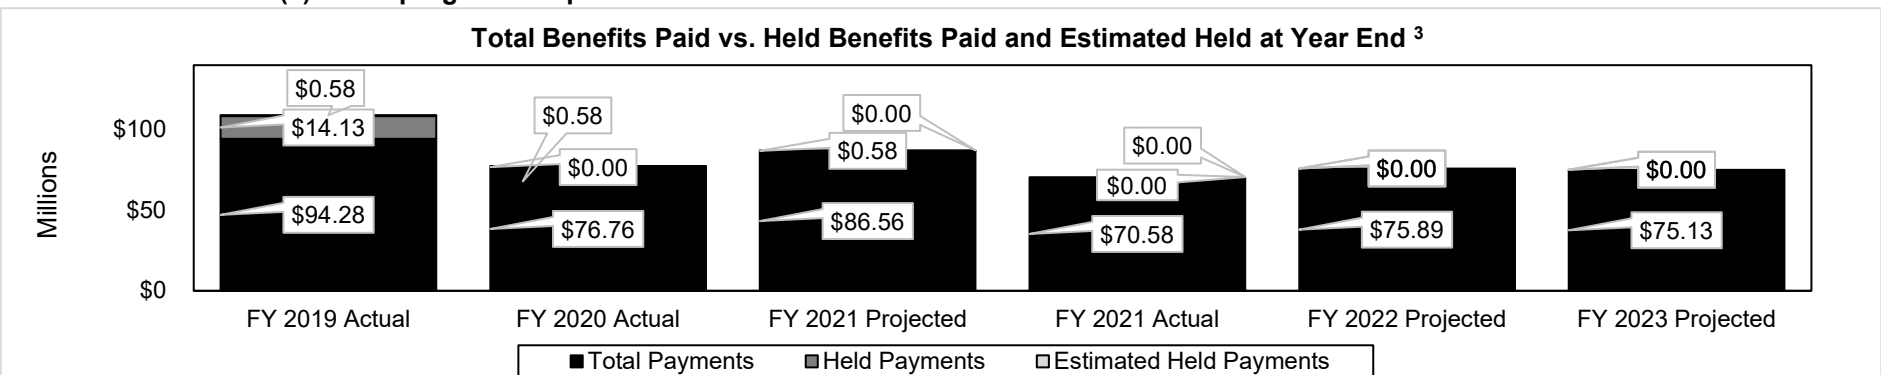 Total Benefits Paid vs. Held Benefits Paid and Estimated Held at Year End 3
Millions
$100
$50
$0
$0.58
$14.13
$94.28
$0.58
$0.00
$76.76
$0.00
$0.58
$86.56
$0.00
$0.00
$70.58
$0.00
$75.89
$0.00
$75.13
FY 2019 Actual
FY 2020 Actual
FY 2021 Projected
FY 2021 Actual
FY 2022 Projected
FY 2023 Projected
Total Payments
Held Payments
Estimated Held Payments